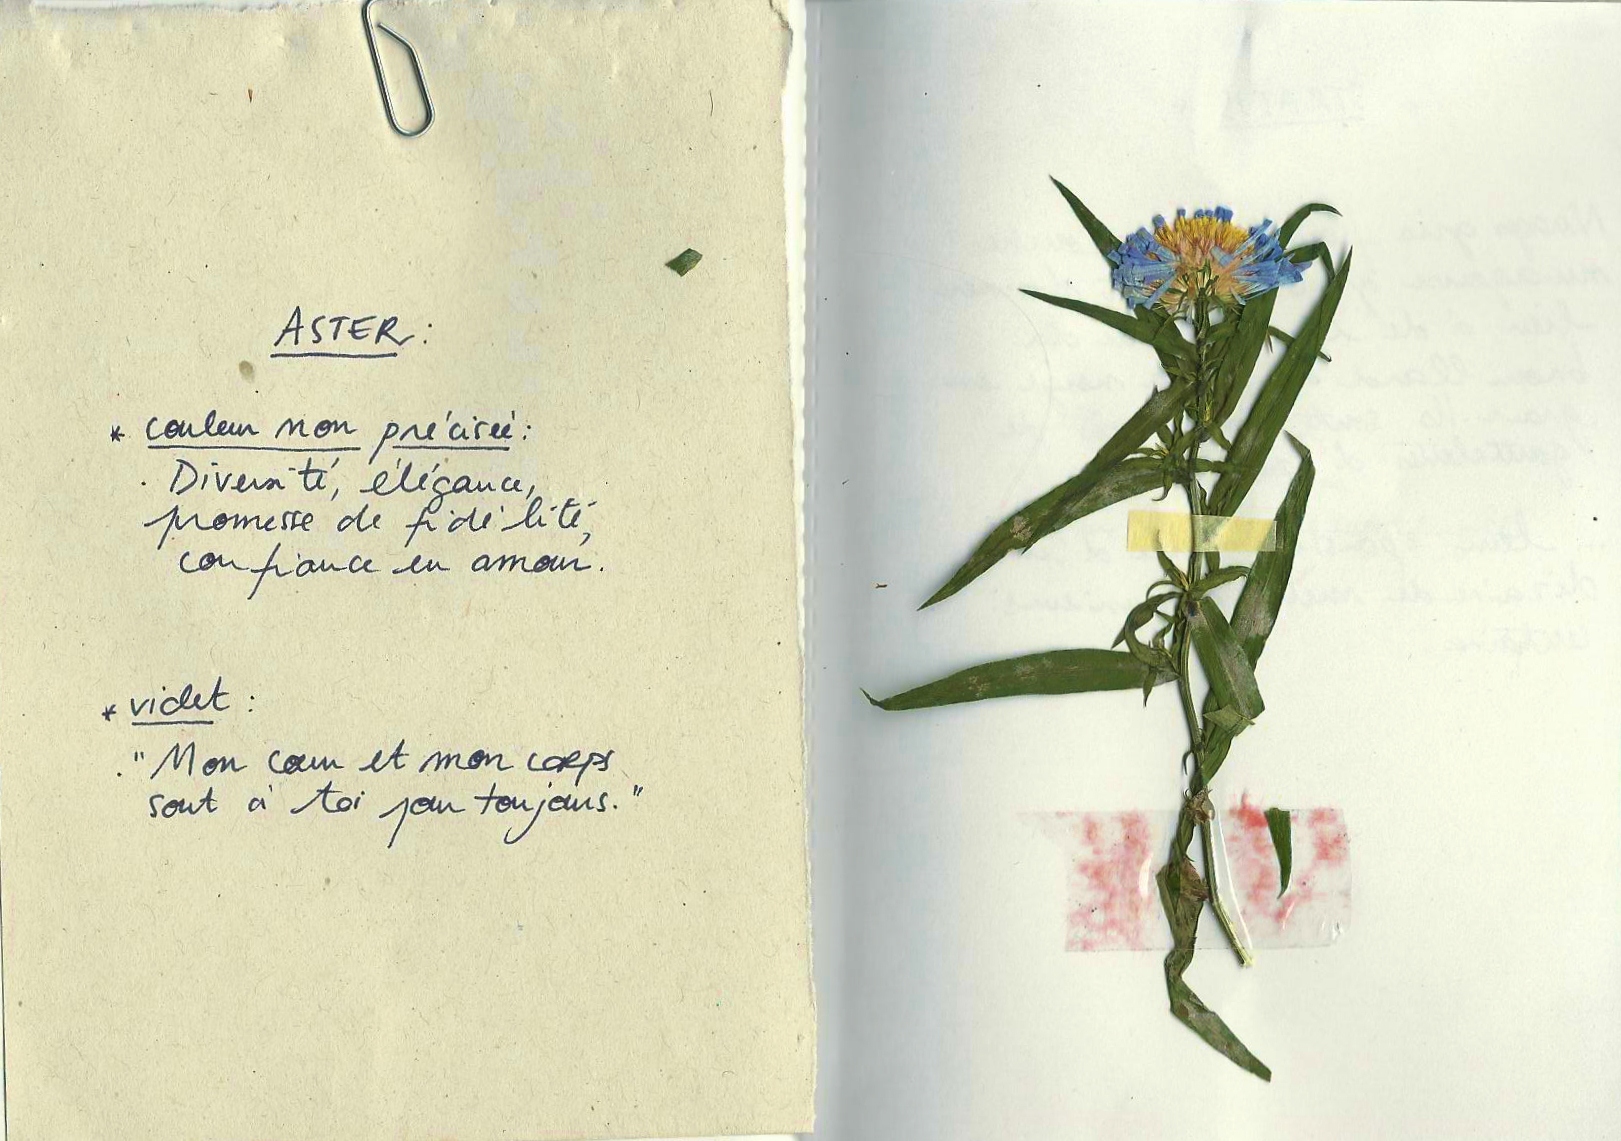 ASTER:
* couleur non précisée:
. Diversité, élégance,
promesse de fidélité,
confiance en amour.
* violet :
. "Mon cœur et mon corps
sont à toi pour toujours."